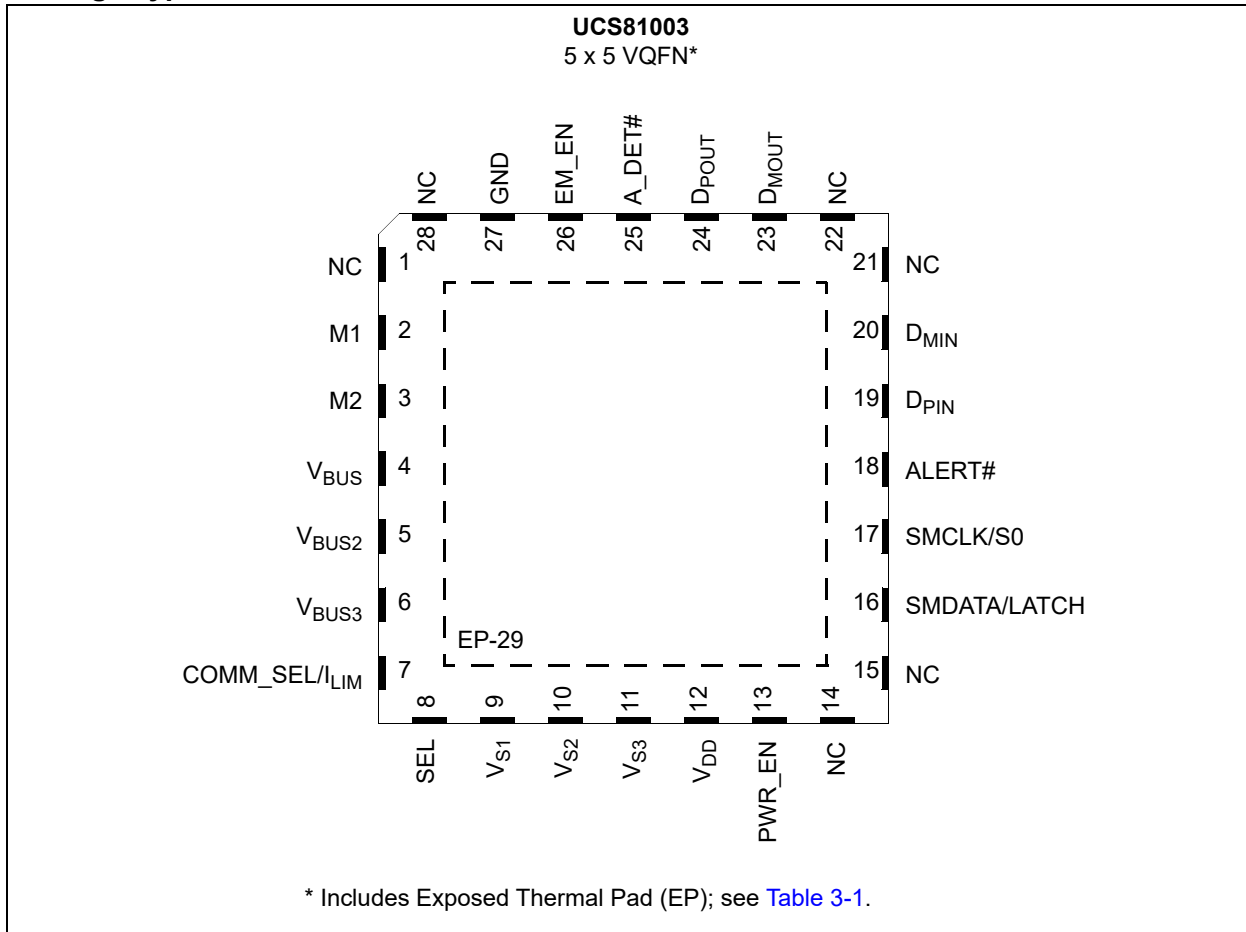 UCS81003
5 x 5 VQFN*
NC
GND
EM_EN
A_DET#
DPOUT
DMOUT
NC
28
27
26
25
24
23
22
NC 1
M1 2
M2 3
VBUS 4
VBUS2 5
VBUS3 6
COMM_SEL/ILIM 7
21 NC
20 DMIN
19 DPIN
18 ALERT#
17 SMCLK/S0
16 SMDATA/LATCH
15 NC
EP-29
8
9
10
11
12
13
14
SEL
VS1
VS2
VS3
VDD
PWR_EN
NC
* Includes Exposed Thermal Pad (EP); see Table 3-1.